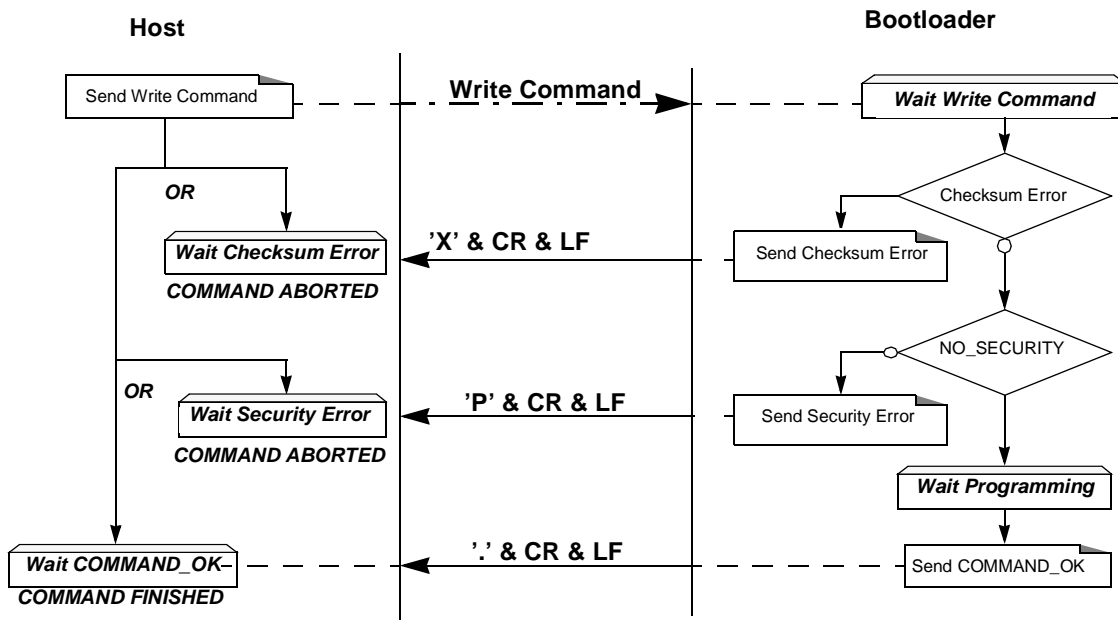 Host
Bootloader
Send Write Command
Write Command
Wait Write Command
OR
Checksum Error
Wait Checksum Error
'X' & CR & LF
Send Checksum Error
COMMAND ABORTED
NO_SECURITY
OR
Wait Security Error
'P' & CR & LF
Send Security Error
COMMAND ABORTED
Wait Programming
Wait COMMAND_OK
'.' & CR & LF
Send COMMAND_OK
COMMAND FINISHED